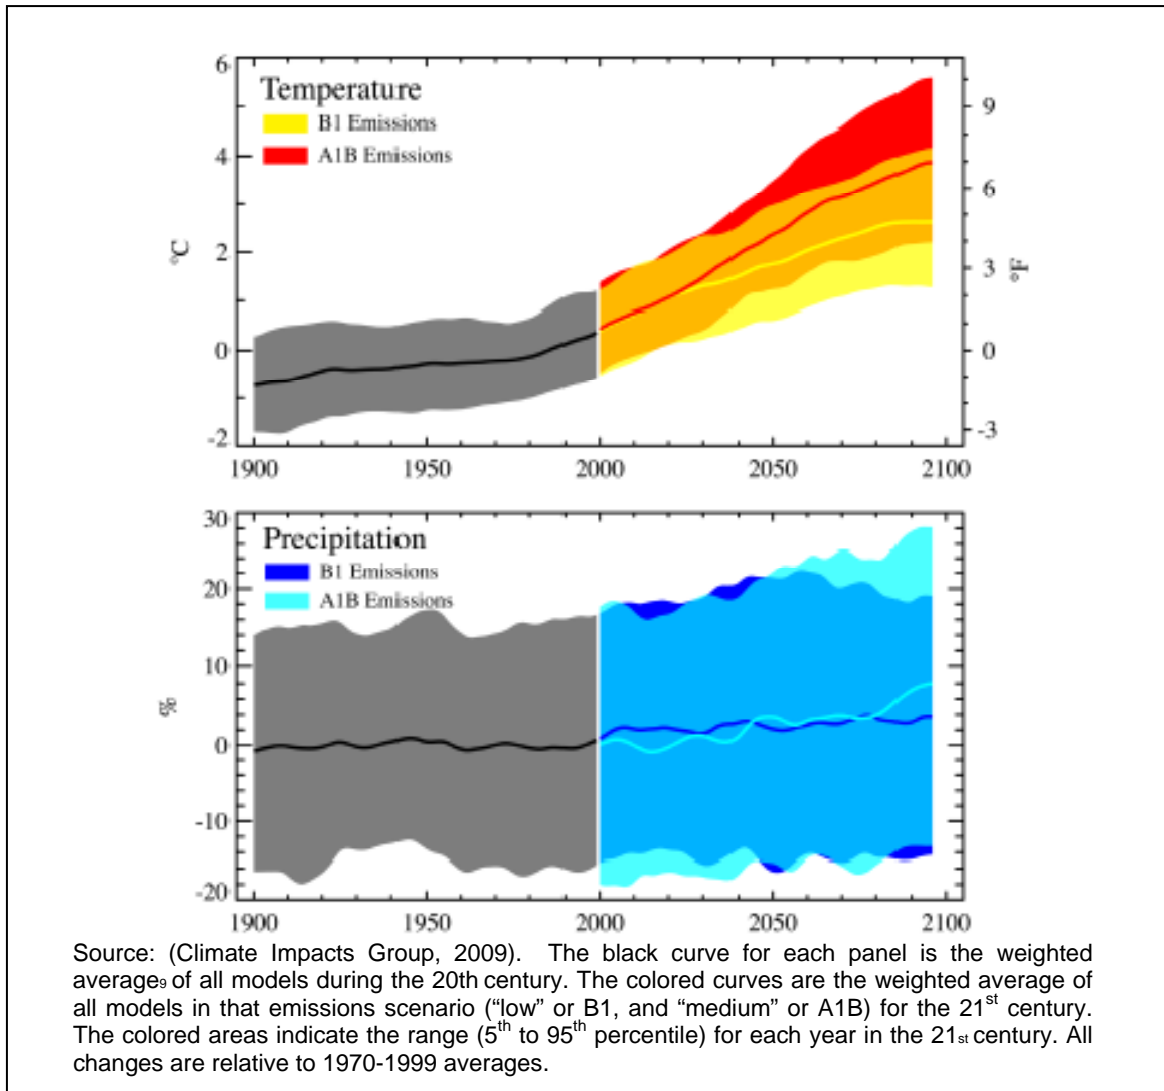 6
Temperature
B1 Emissions
A1B Emissions
4
2
0
-2
°C
9
6
3
0
-3
°F
1900 1950 2000 2050 2100
30
Precipitation
B1 Emissions
A1B Emissions
20
10
0
-10
-20
%
1900 1950 2000 2050 2100
Source: (Climate Impacts Group, 2009). The black curve for each panel is the weighted
average9 of all models during the 20th century. The colored curves are the weighted average of
all models in that emissions scenario (“low” or B1, and “medium” or A1B) for the 21st century.
The colored areas indicate the range (5th to 95th percentile) for each year in the 21st century. All
changes are relative to 1970-1999 averages.